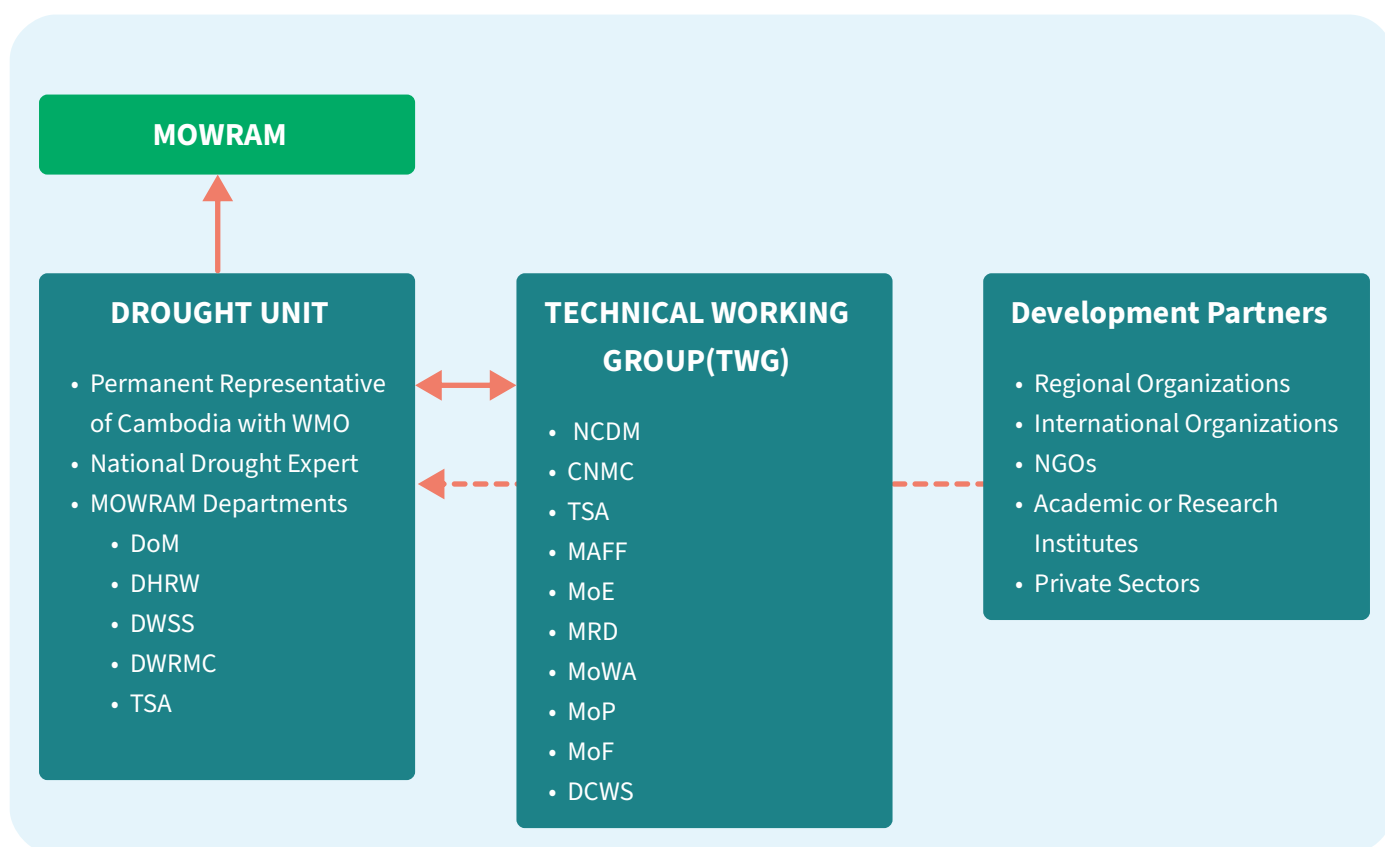 MOWRAM
DROUGHT UNIT
• Permanent Representative
of Cambodia with WMO
• National Drought Expert
• MOWRAM Departments
• DoM
• DHRW
• DWSS
• DWRMC
• TSA
TECHNICAL WORKING
GROUP(TWG)
• NCDM
• CNMC
• TSA
• MAFF
• MoE
• MRD
• MoWA
• MoP
• MoF
• DCWS
Development Partners
• Regional Organizations
• International Organizations
• NGOs
• Academic or Research
Institutes
• Private Sectors